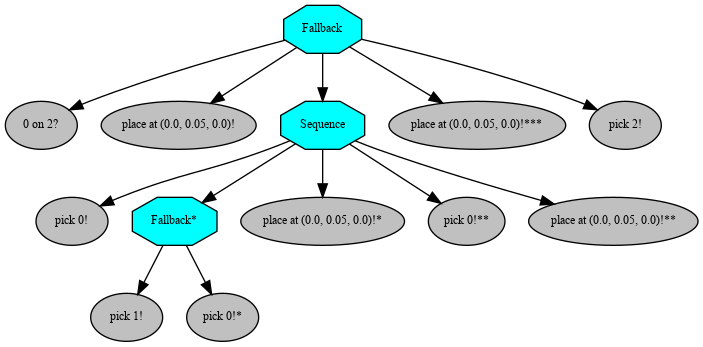 Fallback
0 on 2?
place at (0.0, 0.05, 0.0)!
Sequence
place at (0.0, 0.05, 0.0)!***
pick 2!
pick 0!
Fallback*
place at (0.0, 0.05, 0.0)!*
pick 0!**
place at (0.0, 0.05, 0.0)!**
pick 1!
pick 0!*